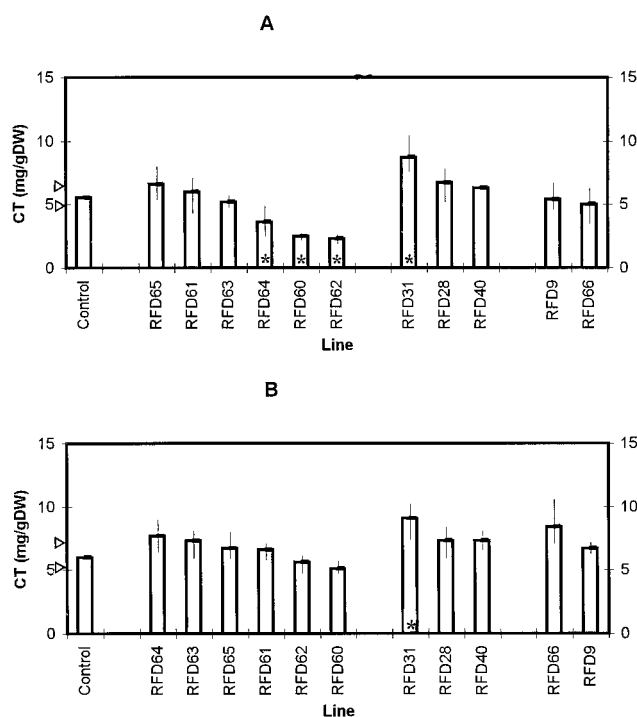 A
15 15
10 10
5 5
0 0
CT (mg/gDW)
* * * *
Control RFD65 RFD61 RFD63 RFD64 RFD60 RFD62 RFD31 RFD28 RFD40 RFD9 RFD66
Line
B
15 15
10 10
5 5
0 0
CT (mg/gDW)
*
Control RFD64 RFD63 RFD65 RFD61 RFD62 RFD60 RFD31 RFD28 RFD40 RFD66 RFD9
Line